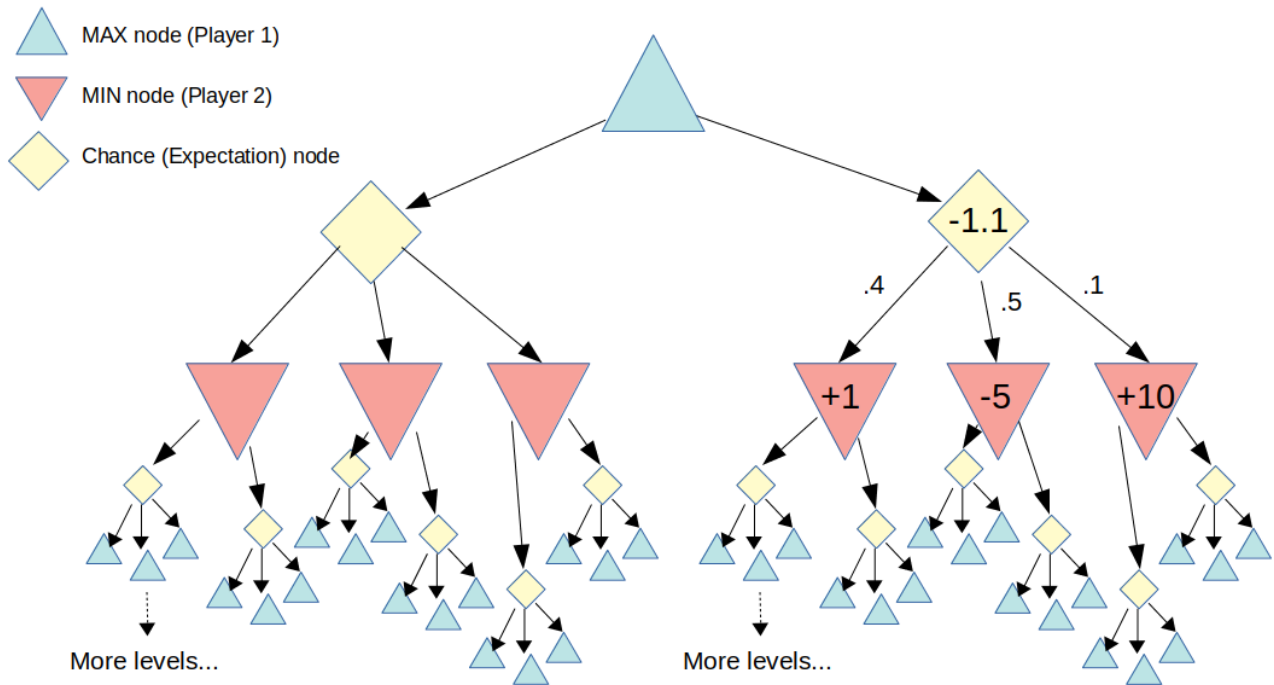 MAX node (Player 1)
MIN node (Player 2)
Chance (Expectation) node
-1.1
.4
.5
.1
+1
-5
+10
More levels...
More levels...